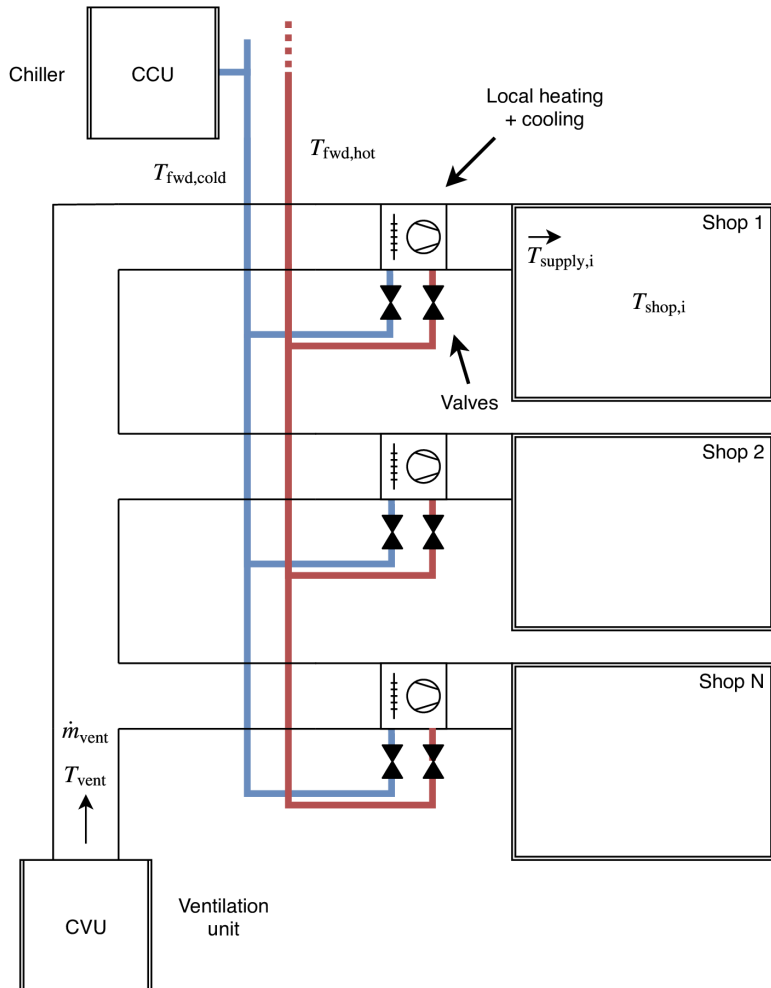 Chiller
CCU
Local heating
+ cooling
T_fwd,hot
T_fwd,cold
Shop 1
T_supply,i
T_shop,i
Valves
Shop 2
Shop N
ṁ_vent
T_vent
CVU
Ventilation
unit